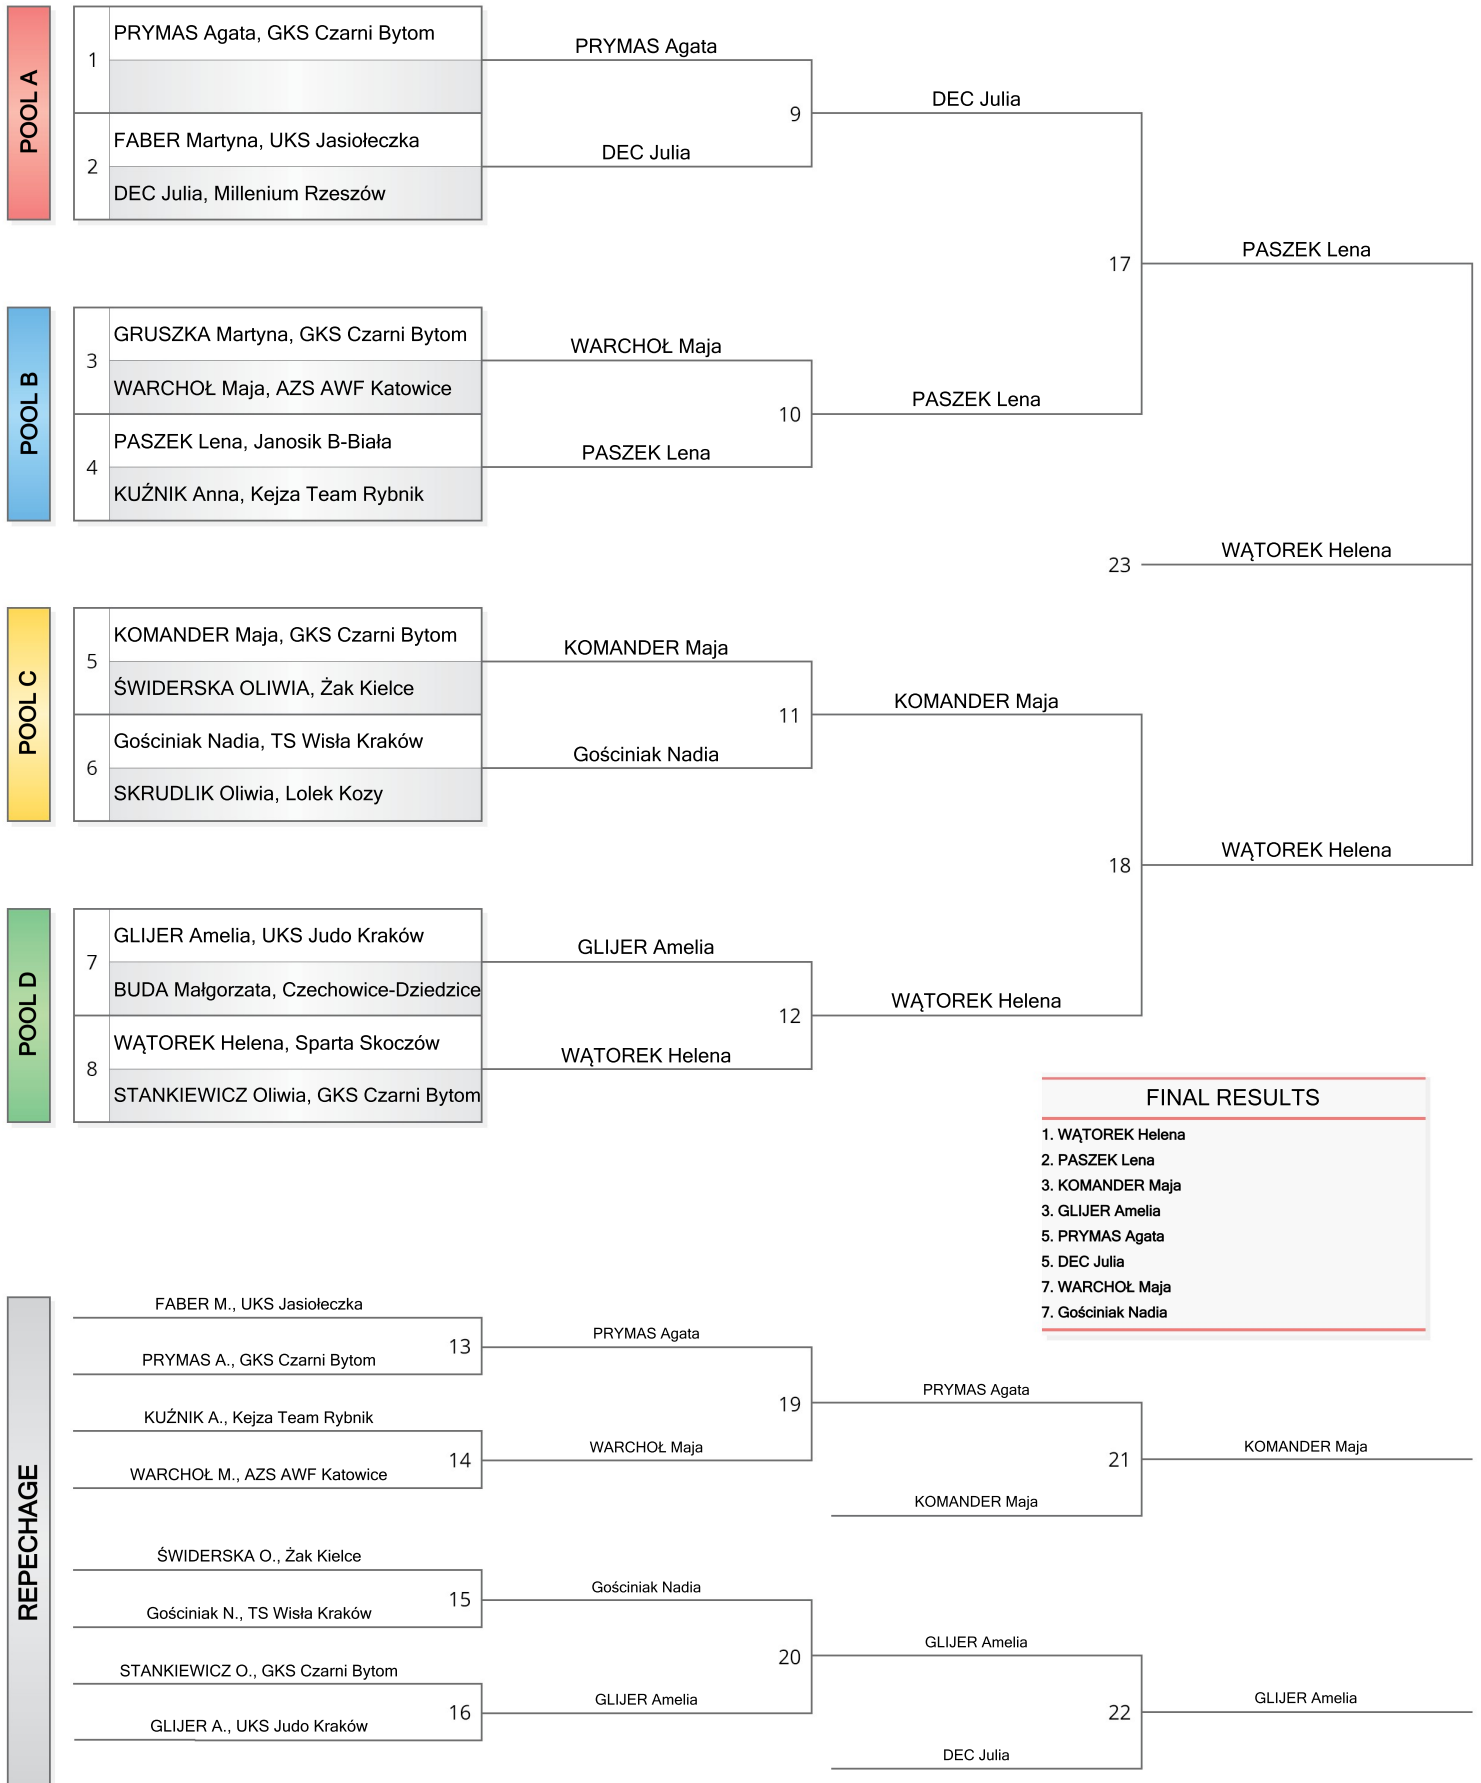 POOL A
1
PRYMAS Agata, GKS Czarni Bytom
2
FABER Martyna, UKS Jasiołeczka
DEC Julia, Millenium Rzeszów
PRYMAS Agata
DEC Julia
9
DEC Julia
POOL B
3
GRUSZKA Martyna, GKS Czarni Bytom
WARCHOŁ Maja, AZS AWF Katowice
4
PASZEK Lena, Janosik B-Biała
KUŹNIK Anna, Kejza Team Rybnik
WARCHOŁ Maja
PASZEK Lena
10
PASZEK Lena
17
PASZEK Lena
23
WĄTOREK Helena
POOL C
5
KOMANDER Maja, GKS Czarni Bytom
ŚWIDERSKA OLIWIA, Żak Kielce
6
Gościniak Nadia, TS Wisła Kraków
SKRUDLIK Oliwia, Lolek Kozy
KOMANDER Maja
Gościniak Nadia
11
KOMANDER Maja
POOL D
7
GLIJER Amelia, UKS Judo Kraków
BUDA Małgorzata, Czechowice-Dziedzice
8
WĄTOREK Helena, Sparta Skoczów
STANKIEWICZ Oliwia, GKS Czarni Bytom
GLIJER Amelia
WĄTOREK Helena
12
WĄTOREK Helena
18
WĄTOREK Helena
FINAL RESULTS
1. WĄTOREK Helena
2. PASZEK Lena
3. KOMANDER Maja
3. GLIJER Amelia
5. PRYMAS Agata
5. DEC Julia
7. WARCHOŁ Maja
7. Gościniak Nadia
REPECHAGE
FABER M., UKS Jasiołeczka
13
PRYMAS A., GKS Czarni Bytom
KUŹNIK A., Kejza Team Rybnik
14
WARCHOŁ M., AZS AWF Katowice
PRYMAS Agata
19
WARCHOŁ Maja
PRYMAS Agata
21
KOMANDER Maja
KOMANDER Maja
ŚWIDERSKA O., Żak Kielce
15
Gościniak N., TS Wisła Kraków
STANKIEWICZ O., GKS Czarni Bytom
16
GLIJER A., UKS Judo Kraków
Gościniak Nadia
20
GLIJER Amelia
GLIJER Amelia
22
DEC Julia
GLIJER Amelia